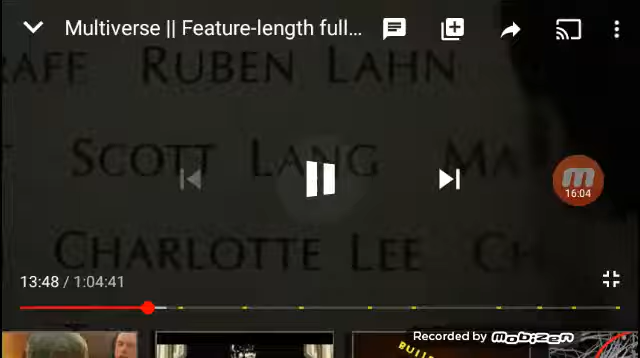 Multiverse || Feature-length full...
RAFE RUBEN LAHN
SCOTT LANG MA
CHARLOTTE LEE CH
16:04
13:48 / 1:04:41
Recorded by MOBIZEN
BUILD